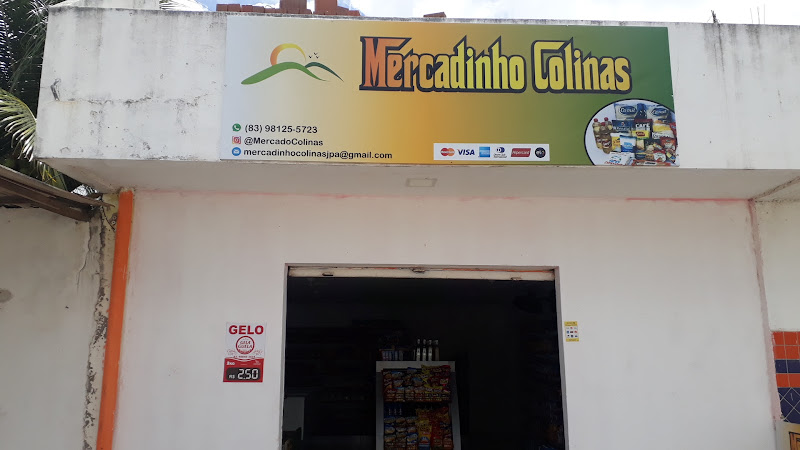 Mercadinho Colinas
(83) 98125-5723
@MercadoColinas
mercadinhocolinasjpa@gmail.com
VISA
GELO
R$ 2,50